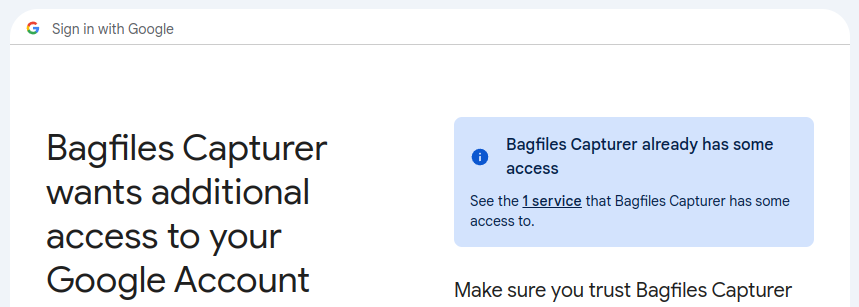 Sign in with Google
Bagfiles Capturer
wants additional
access to your
Google Account
Bagfiles Capturer already has some
access
See the 1 service that Bagfiles Capturer has some
access to.
Make sure you trust Bagfiles Capturer